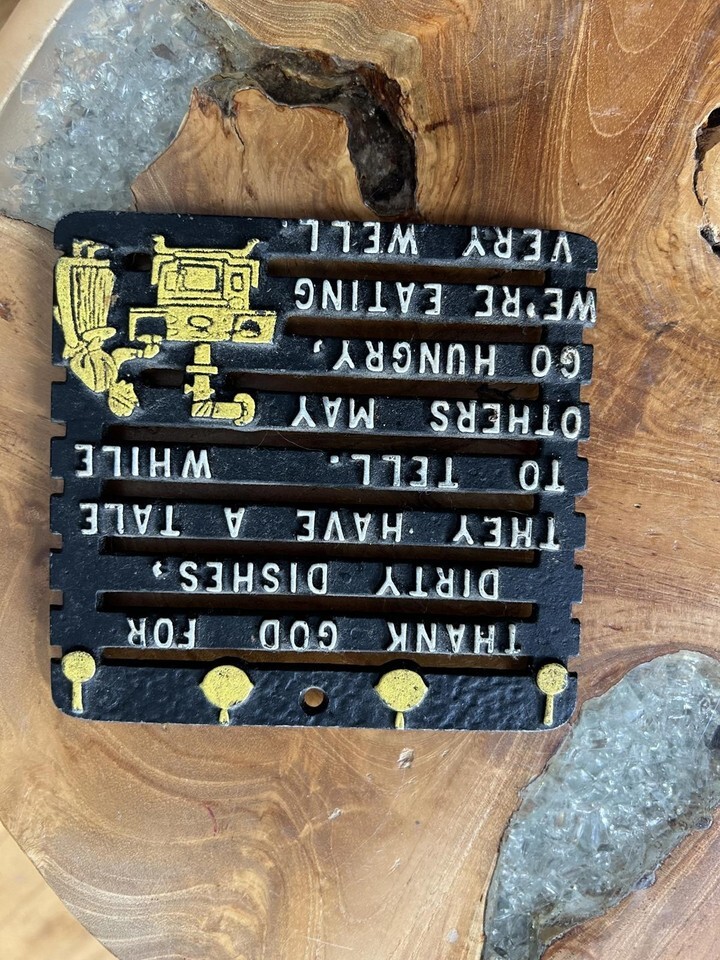 THANK GOD FOR
DIRTY DISHES,
THEY HAVE A TALE
TO TELL. WHILE
OTHERS MAY
GO HUNGRY,
WE'RE EATING
VERY WELL.